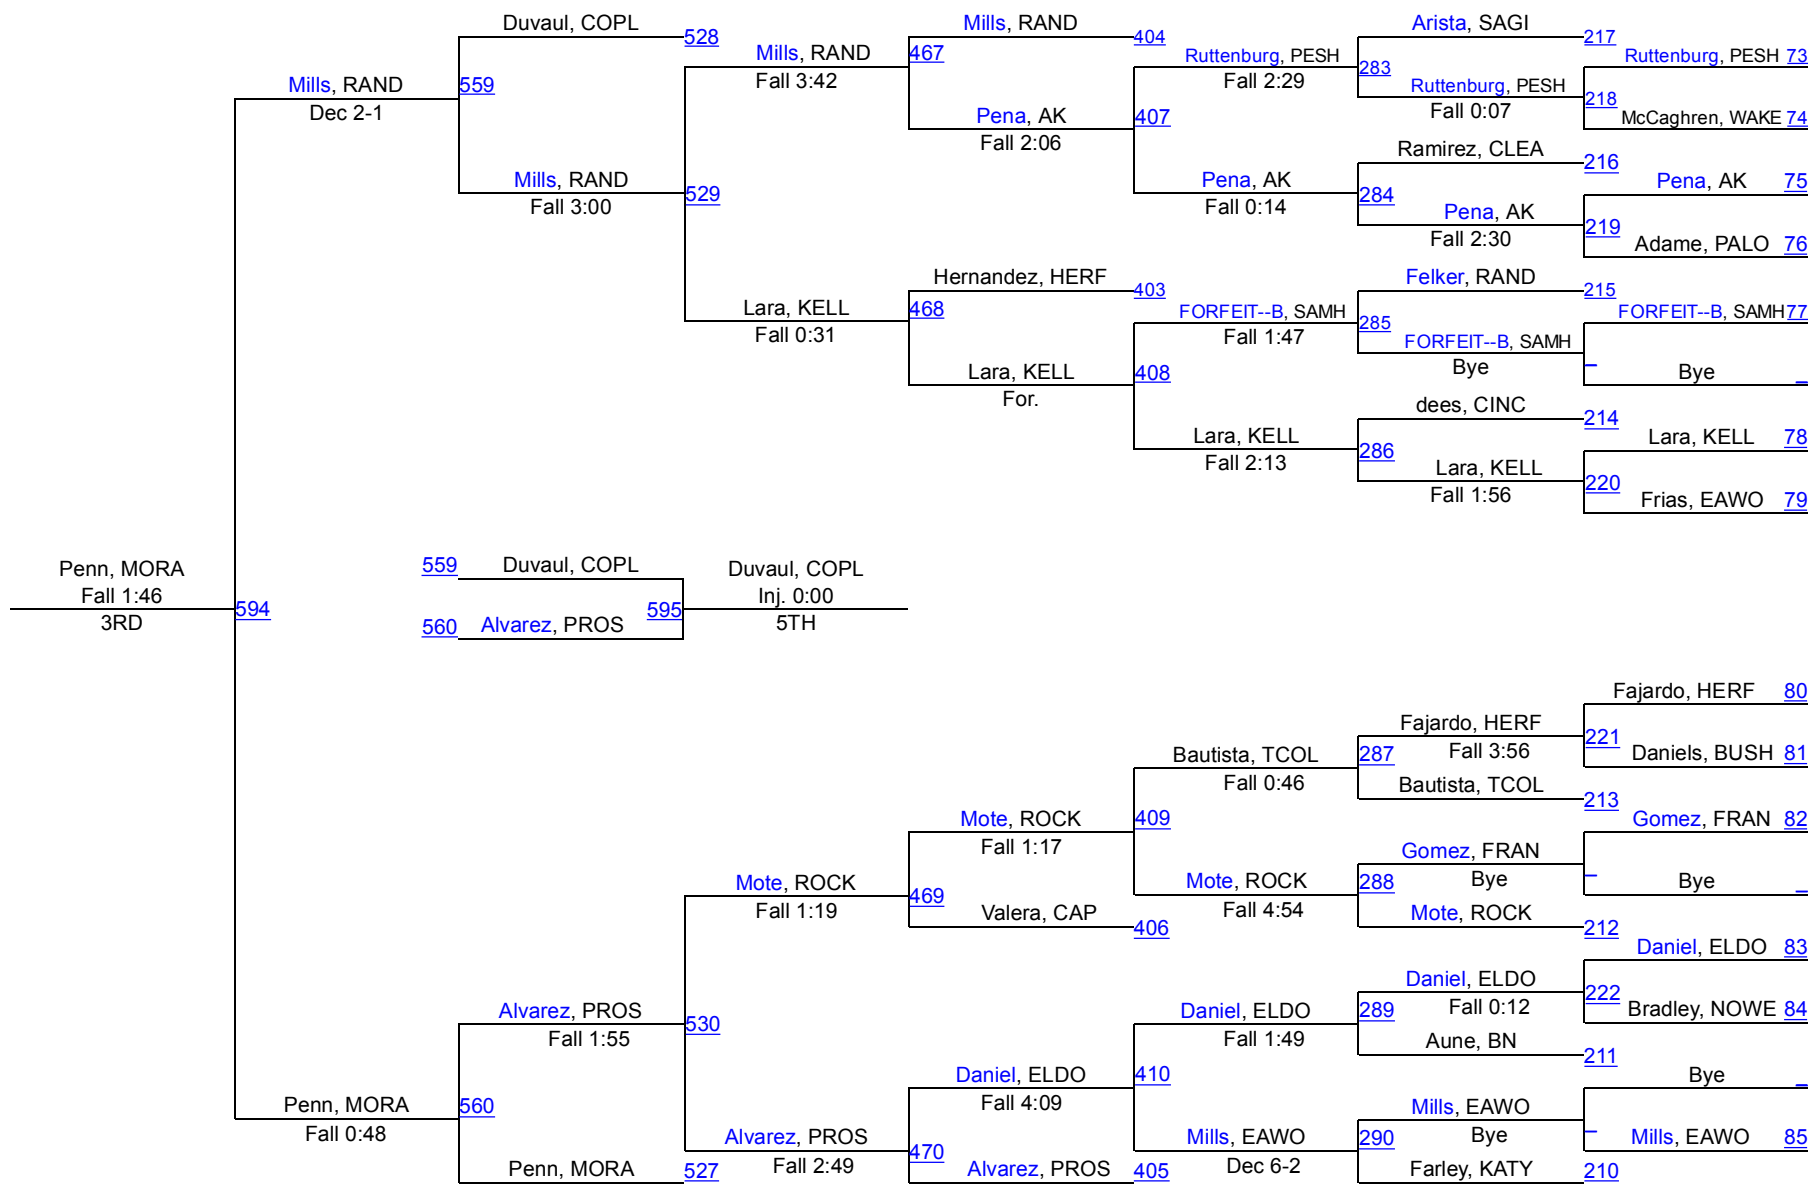 Duvaul, COPL
528
Mills, RAND
404
Arista, SAGI
217
Mills, RAND
Fall 3:42
467
Ruttenburg, PESH
Fall 2:29
283
Ruttenburg, PESH 73
Mills, RAND
Dec 2-1
559
Ruttenburg, PESH
Fall 0:07
218
Pena, AK
Fall 2:06
407
McCaghren, WAKE 74
Ramirez, CLEA
216
Mills, RAND
Fall 3:00
529
Pena, AK
Fall 0:14
284
Pena, AK 75
Pena, AK
Fall 2:30
219
Adame, PALO 76
Hernandez, HERF
403
Felker, RAND
215
Lara, KELL
Fall 0:31
468
FORFEIT--B, SAMH
Fall 1:47
285
FORFEIT--B, SAMH 77
FORFEIT--B, SAMH
Bye
Lara, KELL
For.
408
Bye
dees, CINC
214
Lara, KELL
Fall 2:13
286
Lara, KELL 78
Lara, KELL
Fall 1:56
220
Frias, EAWO 79
Penn, MORA
Fall 1:46
3RD
594
559 Duvaul, COPL
560 Alvarez, PROS
595
Duvaul, COPL
Inj. 0:00
5TH
Fajardo, HERF 80
Fajardo, HERF
Fall 3:56
221
Daniels, BUSH 81
Bautista, TCOL
Fall 0:46
287
Bautista, TCOL
213
Mote, ROCK
Fall 1:17
409
Gomez, FRAN 82
Gomez, FRAN
Bye
Bye
Mote, ROCK
Fall 1:19
469
Mote, ROCK
Fall 4:54
288
Mote, ROCK
212
Valera, CAP
406
Daniel, ELDO 83
Daniel, ELDO
Fall 0:12
222
Bradley, NOWE 84
Alvarez, PROS
Fall 1:55
530
Daniel, ELDO
Fall 1:49
289
Aune, BN
211
Daniel, ELDO
Fall 4:09
410
Bye
Penn, MORA
Fall 0:48
560
Mills, EAWO
Bye
Alvarez, PROS
Fall 2:49
470
Mills, EAWO
Dec 6-2
290
Mills, EAWO 85
Penn, MORA
527
Alvarez, PROS
405
Farley, KATY
210